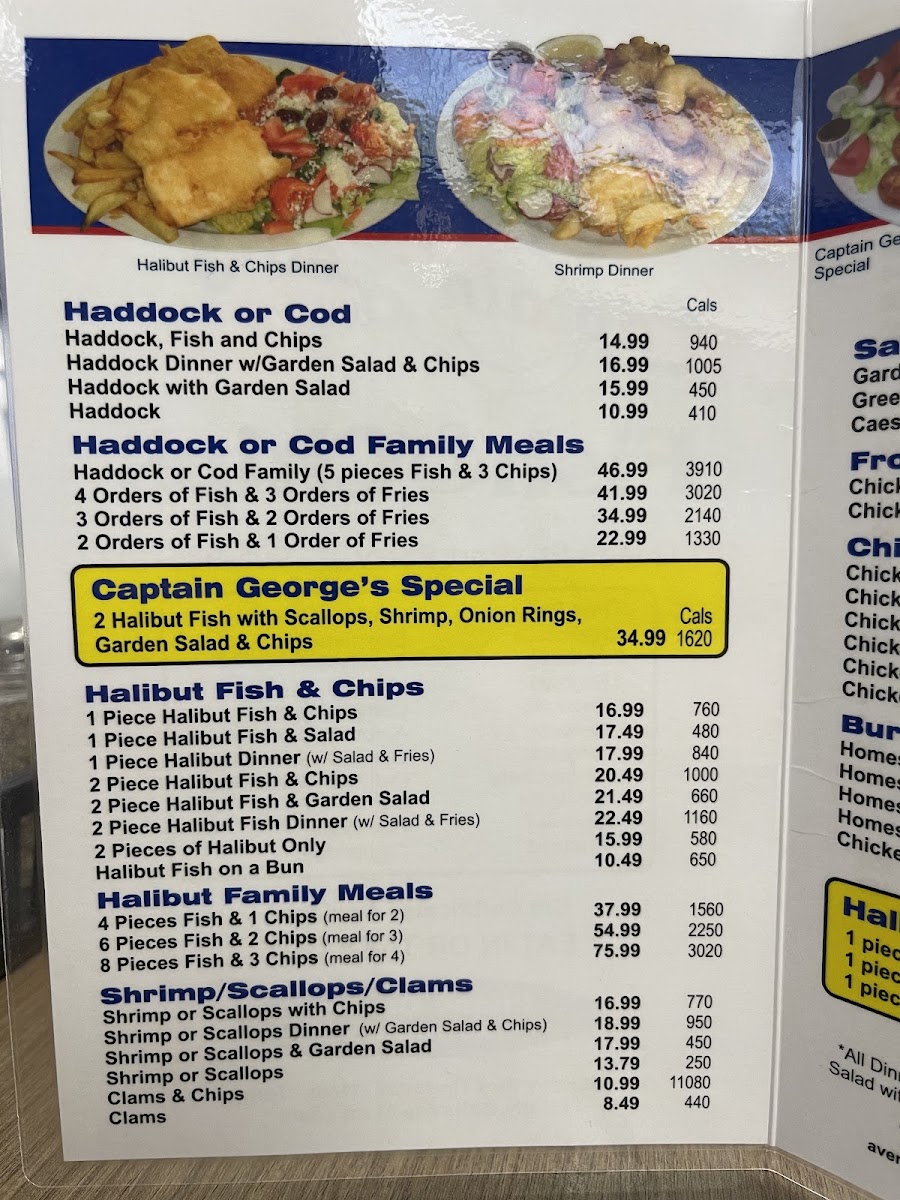 Halibut Fish & Chips Dinner
Shrimp Dinner
Haddock or Cod Cals
Haddock, Fish and Chips 14.99 940
Haddock Dinner w/Garden Salad & Chips 16.99 1005
Haddock with Garden Salad 15.99 450
Haddock 10.99 410
Haddock or Cod Family Meals
Haddock or Cod Family (5 pieces Fish & 3 Chips) 46.99 3910
4 Orders of Fish & 3 Orders of Fries 41.99 3020
3 Orders of Fish & 2 Orders of Fries 34.99 2140
2 Orders of Fish & 1 Order of Fries 22.99 1330
Captain George's Special
2 Halibut Fish with Scallops, Shrimp, Onion Rings, Cals
Garden Salad & Chips 34.99 1620
Halibut Fish & Chips
1 Piece Halibut Fish & Chips 16.99 760
1 Piece Halibut Fish & Salad 17.49 480
1 Piece Halibut Dinner (w/ Salad & Fries) 17.99 840
2 Piece Halibut Fish & Chips 20.49 1000
2 Piece Halibut Fish & Garden Salad 21.49 660
2 Piece Halibut Fish Dinner (w/ Salad & Fries) 22.49 1160
2 Pieces of Halibut Only 15.99 580
Halibut Fish on a Bun 10.49 650
Halibut Family Meals
4 Pieces Fish & 1 Chips (meal for 2) 37.99 1560
6 Pieces Fish & 2 Chips (meal for 3) 54.99 2250
8 Pieces Fish & 3 Chips (meal for 4) 75.99 3020
Shrimp/Scallops/Clams
Shrimp or Scallops with Chips 16.99 770
Shrimp or Scallops Dinner (w/ Garden Salad & Chips) 18.99 950
Shrimp or Scallops & Garden Salad 17.99 450
Shrimp or Scallops 13.79 250
Clams & Chips 10.99 11080
Clams 8.49 440
Captain Ge
Special
Sa
Gard
Gree
Caes
Fro
Chick
Chick
Chi
Chick
Chick
Chick
Chick
Chick
Chick
Bur
Homes
Homes
Homes
Homes
Chicke
Hal
1 piec
1 piec
1 piec
*All Din
Salad wit
aver